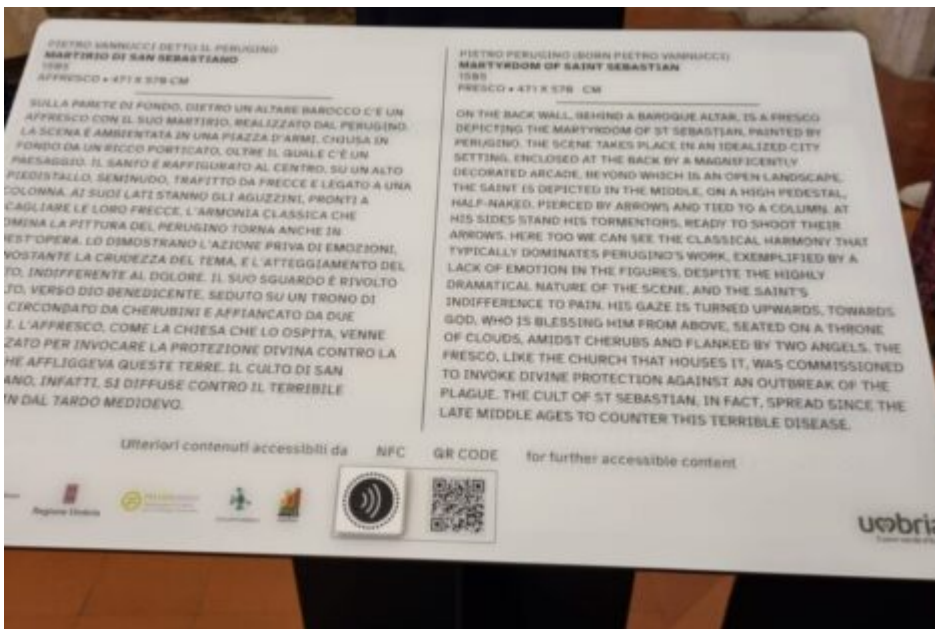 PIETRO VANNUCCI DETTO IL PERUGINO
MARTIRIO DI SAN SEBASTIANO
1505
AFFRESCO • 471 X 578 CM
SULLA PARETE DI FONDO, DIETRO UN ALTARE BAROCCO C'È UN
AFFRESCO CON IL SUO MARTIRIO, REALIZZATO DAL PERUGINO.
LA SCENA È AMBIENTATA IN UNA PIAZZA D'ARMI, CHIUSA IN
FONDO DA UN RICCO PORTICATO, OLTRE IL QUALE C'È UN
PAESAGGIO. IL SANTO È RAFFIGURATO AL CENTRO, SU UN ALTO
PIEDISTALLO, SEMINUDO, TRAFITTO DA FRECCE E LEGATO A UNA
COLONNA. AI SUOI LATI STANNO GLI AGUZZINI, PRONTI A
CAGLIARE LE LORO FRECCE. L'ARMONIA CLASSICA CHE
OMINA LA PITTURA DEL PERUGINO TORNA ANCHE IN
EST'OPERA. LO DIMOSTRANO L'AZIONE PRIVA DI EMOZIONI,
NOSTANTE LA CRUDEZZA DEL TEMA, E L'ATTEGGIAMENTO DEL
TO, INDIFFERENTE AL DOLORE. IL SUO SGUARDO È RIVOLTO
TO, VERSO DIO BENEDICENTE, SEDUTO SU UN TRONO DI
CIRCONDATO DA CHERUBINI E AFFIANCATO DA DUE
I. L'AFFRESCO, COME LA CHIESA CHE LO OSPITA, VENNE
ZATO PER INVOCARE LA PROTEZIONE DIVINA CONTRO LA
HE AFFLIGGEVA QUESTE TERRE. IL CULTO DI SAN
ANO, INFATTI, SI DIFFUSE CONTRO IL TERRIBILE
N DAL TARDO MEDIOEVO.
PIETRO PERUGINO (BORN PIETRO VANNUCCI)
MARTYRDOM OF SAINT SEBASTIAN
1505
FRESCO • 471 X 578 CM
ON THE BACK WALL, BEHIND A BAROQUE ALTAR, IS A FRESCO
DEPICTING THE MARTYRDOM OF ST SEBASTIAN, PAINTED BY
PERUGINO. THE SCENE TAKES PLACE IN AN IDEALIZED CITY
SETTING, ENCLOSED AT THE BACK BY A MAGNIFICENTLY
DECORATED ARCADE, BEYOND WHICH IS AN OPEN LANDSCAPE.
THE SAINT IS DEPICTED IN THE MIDDLE, ON A HIGH PEDESTAL,
HALF-NAKED, PIERCED BY ARROWS AND TIED TO A COLUMN. AT
HIS SIDES STAND HIS TORMENTORS, READY TO SHOOT THEIR
ARROWS. HERE TOO WE CAN SEE THE CLASSICAL HARMONY THAT
TYPICALLY DOMINATES PERUGINO'S WORK, EXEMPLIFIED BY A
LACK OF EMOTION IN THE FIGURES, DESPITE THE HIGHLY
DRAMATICAL NATURE OF THE SCENE, AND THE SAINT'S
INDIFFERENCE TO PAIN. HIS GAZE IS TURNED UPWARDS, TOWARDS
GOD, WHO IS BLESSING HIM FROM ABOVE, SEATED ON A THRONE
OF CLOUDS, AMIDST CHERUBS AND FLANKED BY TWO ANGELS. THE
FRESCO, LIKE THE CHURCH THAT HOUSES IT, WAS COMMISSIONED
TO INVOKE DIVINE PROTECTION AGAINST AN OUTBREAK OF THE
PLAGUE. THE CULT OF ST SEBASTIAN, IN FACT, SPREAD SINCE THE
LATE MIDDLE AGES TO COUNTER THIS TERRIBLE DISEASE.
Ulteriori contenuti accessibili da NFC QR CODE for further accessible content
Regione Umbria
umbria